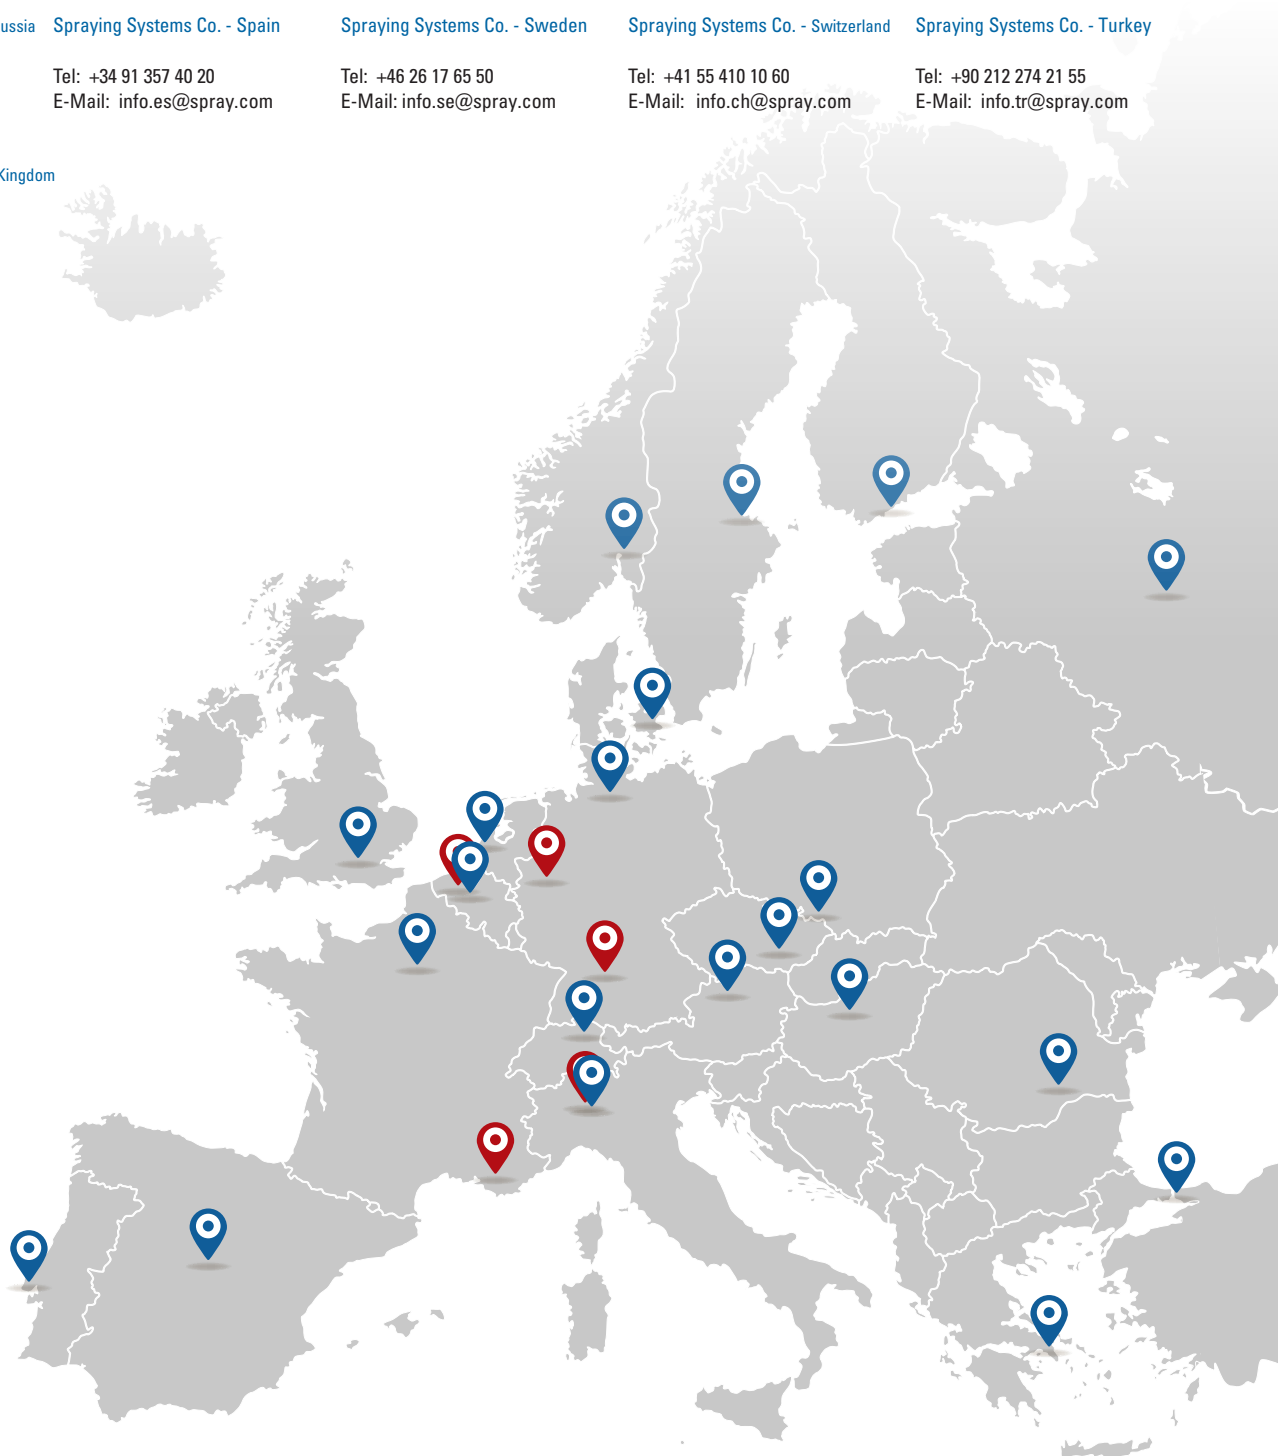 ussia
Spraying Systems Co. - Spain
Tel: +34 91 357 40 20
E-Mail: info.es@spray.com
Spraying Systems Co. - Sweden
Tel: +46 26 17 65 50
E-Mail: info.se@spray.com
Spraying Systems Co. - Switzerland
Tel: +41 55 410 10 60
E-Mail: info.ch@spray.com
Spraying Systems Co. - Turkey
Tel: +90 212 274 21 55
E-Mail: info.tr@spray.com
Kingdom